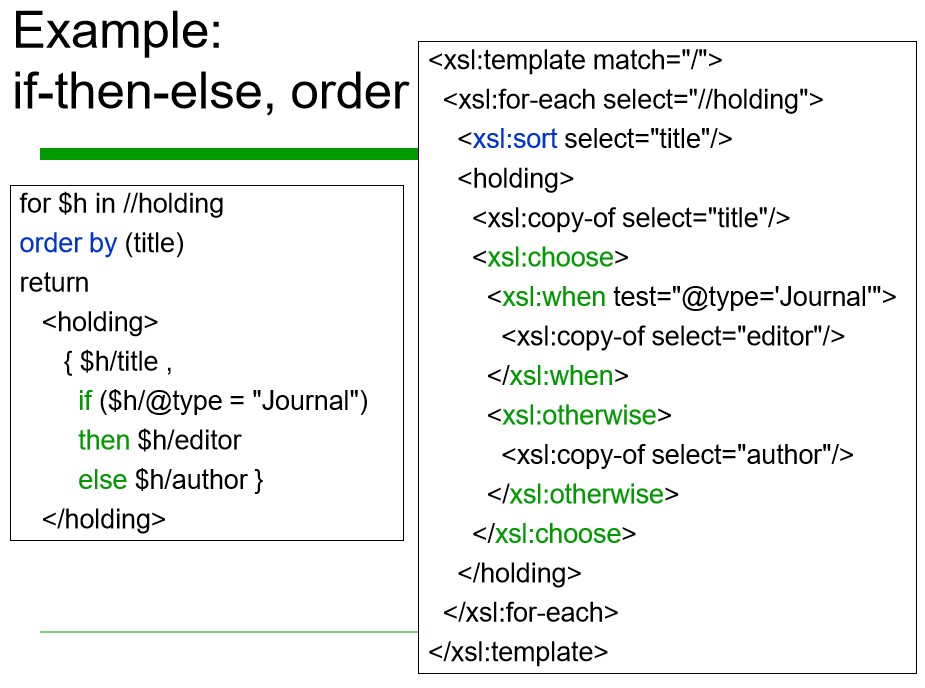 Example:
if-then-else, order
for $h in //holding
order by (title)
return
<holding>
{ $h/title ,
if ($h/@type = "Journal")
then $h/editor
else $h/author }
</holding>
<xsl:template match="/">
<xsl:for-each select="//holding">
<xsl:sort select="title"/>
<holding>
<xsl:copy-of select="title"/>
<xsl:choose>
<xsl:when test="@type='Journal'">
<xsl:copy-of select="editor"/>
</xsl:when>
<xsl:otherwise>
<xsl:copy-of select="author"/>
</xsl:otherwise>
</xsl:choose>
</holding>
</xsl:for-each>
</xsl:template>